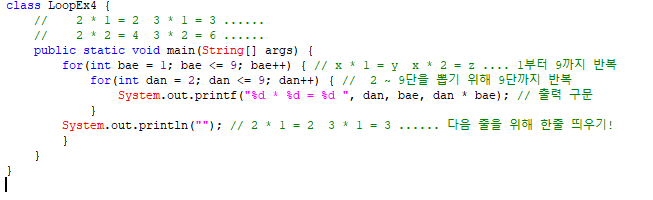 class LoopEx4 {
    //    2 * 1 = 2  3 * 1 = 3 ......
    //    2 * 2 = 4  3 * 2 = 6 ......
    public static void main(String[] args) {
        for(int bae = 1; bae <= 9; bae++) { // x * 1 = y  x * 2 = z .... 1부터 9까지 반복
            for(int dan = 2; dan <= 9; dan++) { //  2 ~ 9단을 뽑기 위해 9단까지 반복
                System.out.printf("%d * %d = %d ", dan, bae, dan * bae); // 출력 구문
            }
        System.out.println(""); // 2 * 1 = 2  3 * 1 = 3 ...... 다음 줄을 위해 한줄 띄우기!
        }
    }
}